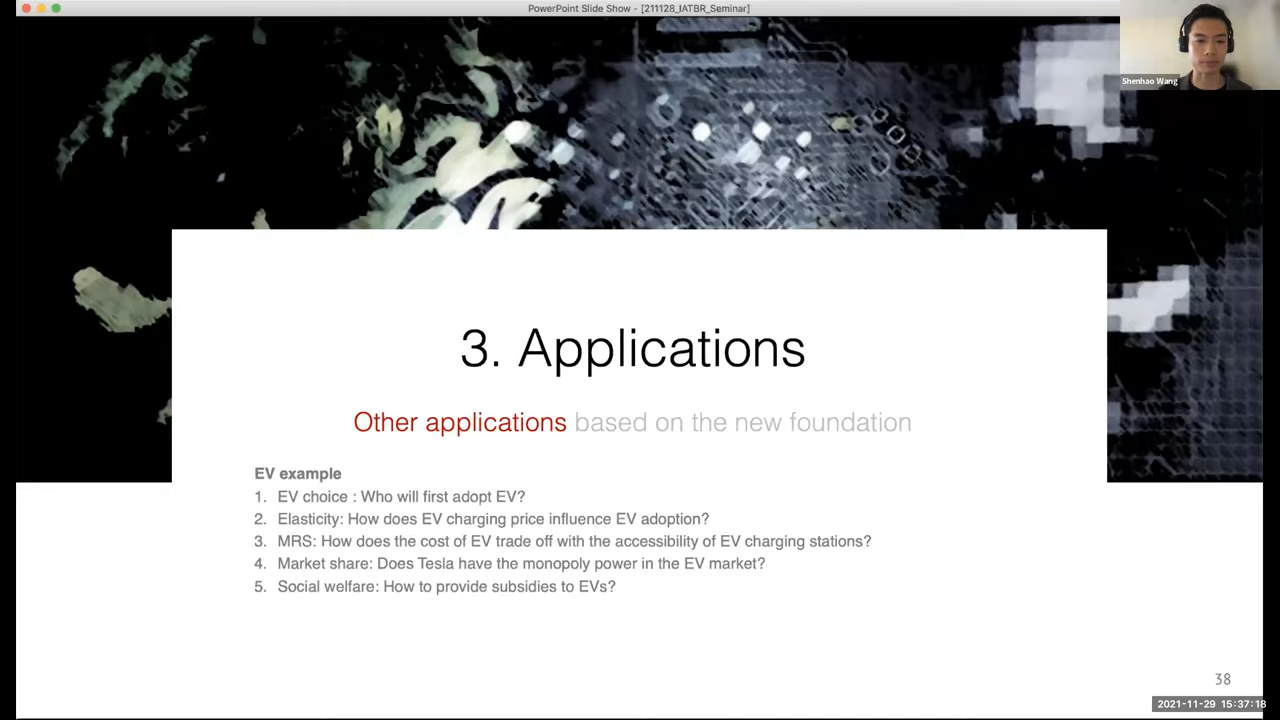 PowerPoint Slide Show - [211128_IATBR_Seminar]
Shenhao Wang
3. Applications
Other applications based on the new foundation
EV example
1. EV choice : Who will first adopt EV?
2. Elasticity: How does EV charging price influence EV adoption?
3. MRS: How does the cost of EV trade off with the accessibility of EV charging stations?
4. Market share: Does Tesla have the monopoly power in the EV market?
5. Social welfare: How to provide subsidies to EVs?
38
2021-11-29 15:37:18